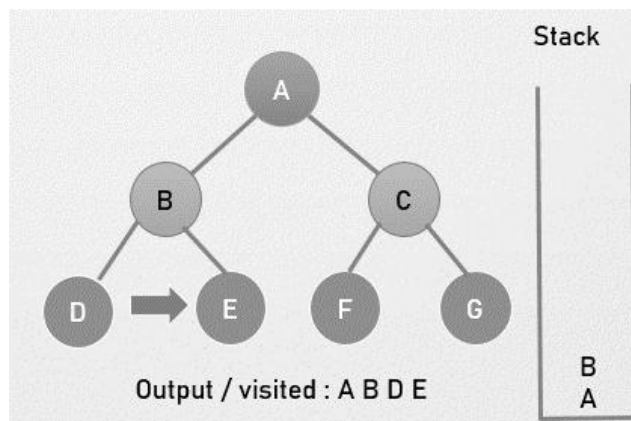 Stack
A
B C
D E F G
B
A
Output / visited : A B D E